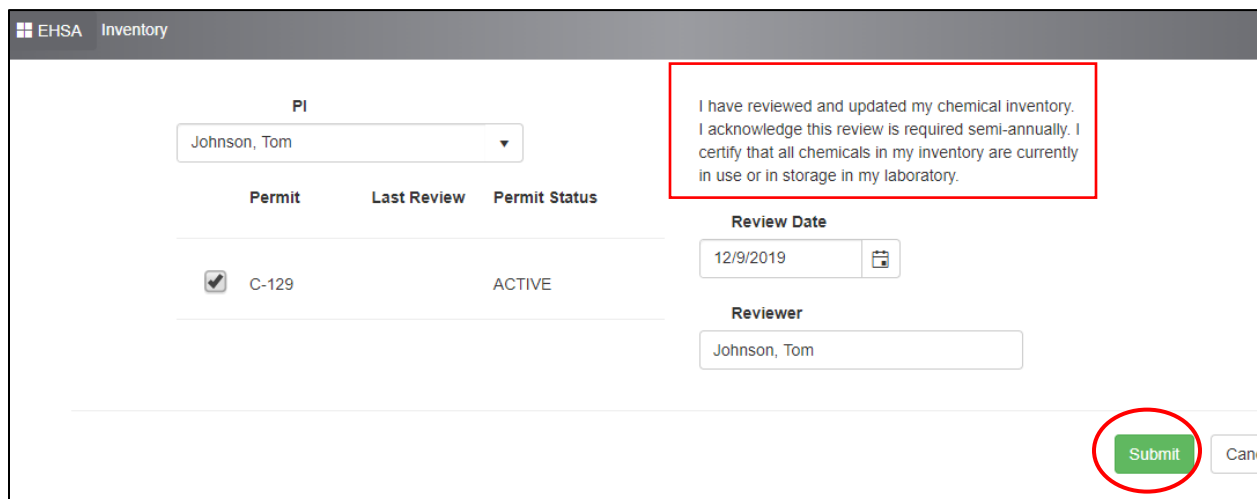 EHSA Inventory
PI
Johnson, Tom
Permit Last Review Permit Status
C-129 ACTIVE
I have reviewed and updated my chemical inventory.
I acknowledge this review is required semi-annually. I
certify that all chemicals in my inventory are currently
in use or in storage in my laboratory.
Review Date
12/9/2019
Reviewer
Johnson, Tom
Submit